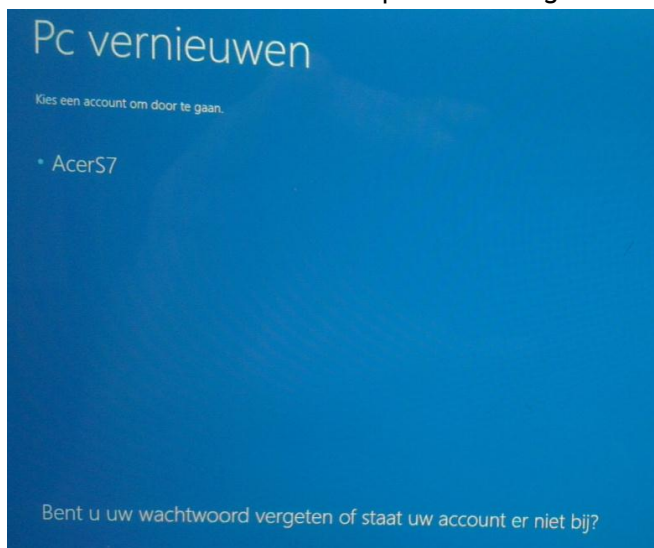 Pc vernieuwen
Kies een account om door te gaan.
• AcerS7
Bent u uw wachtwoord vergeten of staat uw account er niet bij?